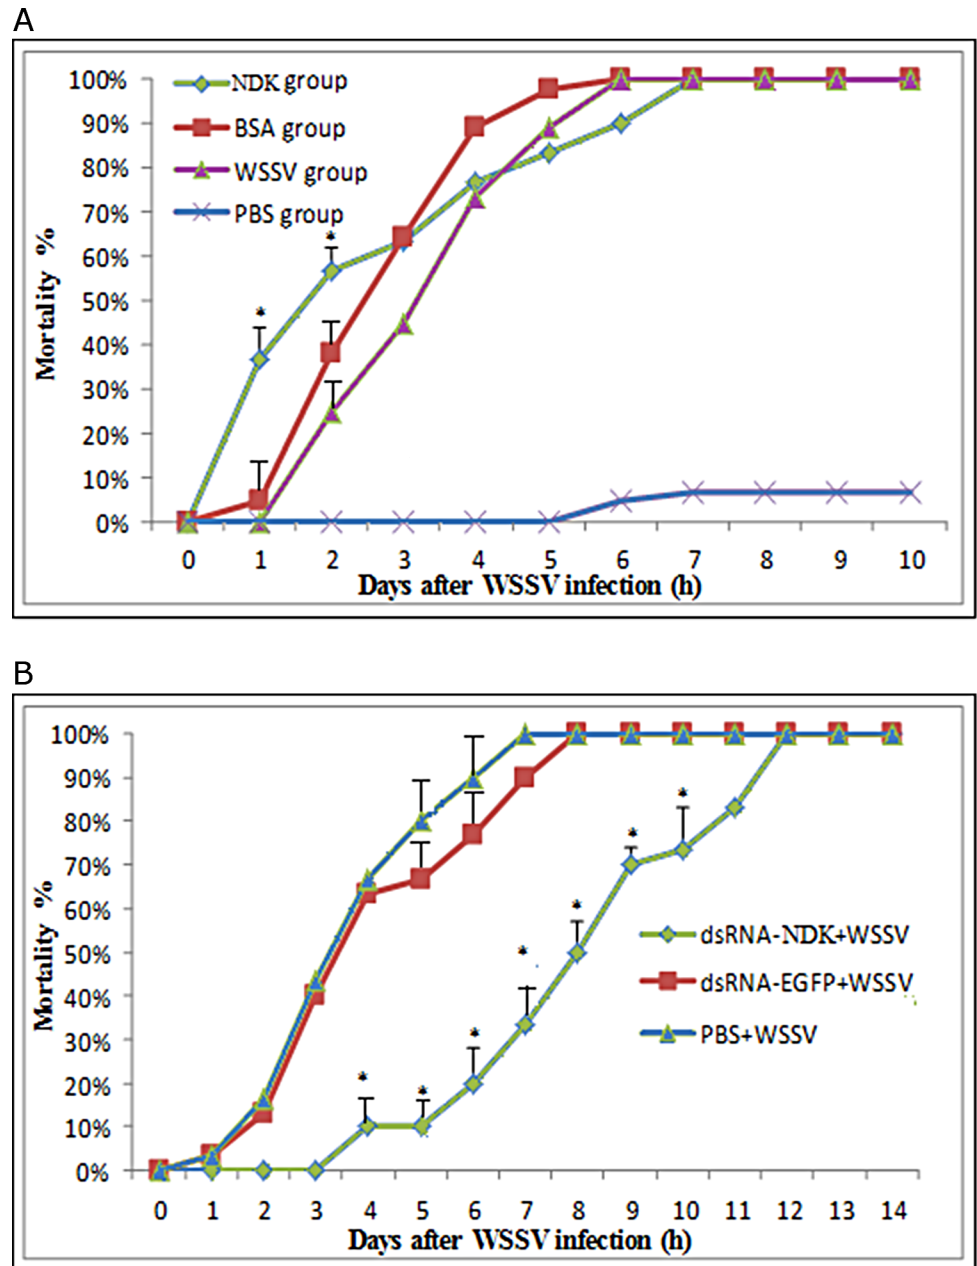 A
100%
90%
80%
70%
60%
50%
40%
30%
20%
10%
0%
Mortality %
NDK group
BSA group
WSSV group
PBS group
*
*
0 1 2 3 4 5 6 7 8 9 10
Days after WSSV infection (h)
B
100%
90%
80%
70%
60%
50%
40%
30%
20%
10%
0%
Mortality %
*
*
*
*
*
*
*
dsRNA-NDK+WSSV
dsRNA-EGFP+WSSV
PBS+WSSV
0 1 2 3 4 5 6 7 8 9 10 11 12 13 14
Days after WSSV infection (h)